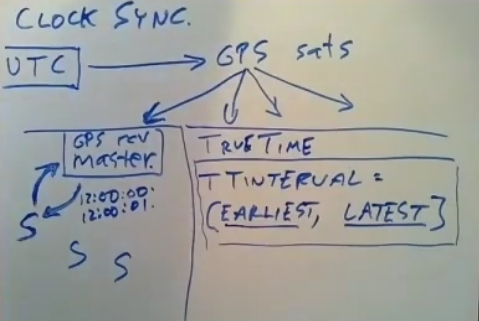 CLOCK SYNC.
UTC
GPS sats
GPS rcv
master.
12:00:00:
12:00:01.
S
S
S
TRUETIME
TTINTERVAL =
[EARLIEST, LATEST]